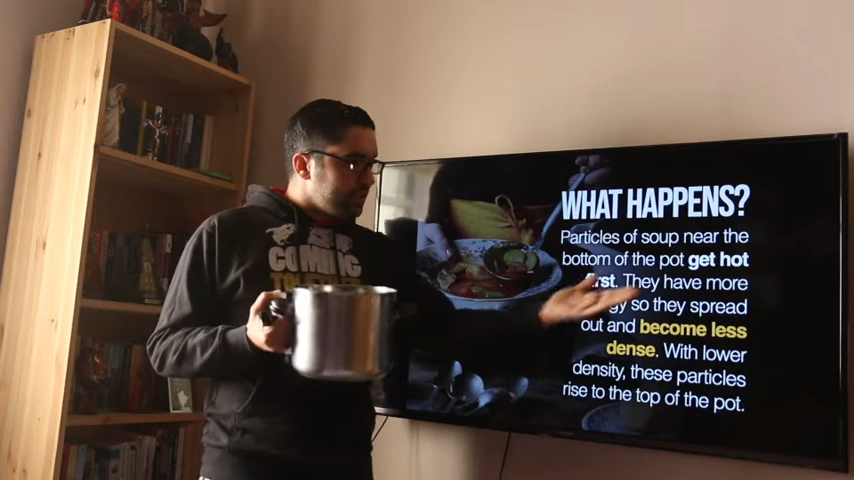 WHAT HAPPENS?
Particles of soup near the
bottom of the pot get hot
first. They have more
so they spread
out and become less
dense. With lower
density, these particles
rise to the top of the pot.
COMING